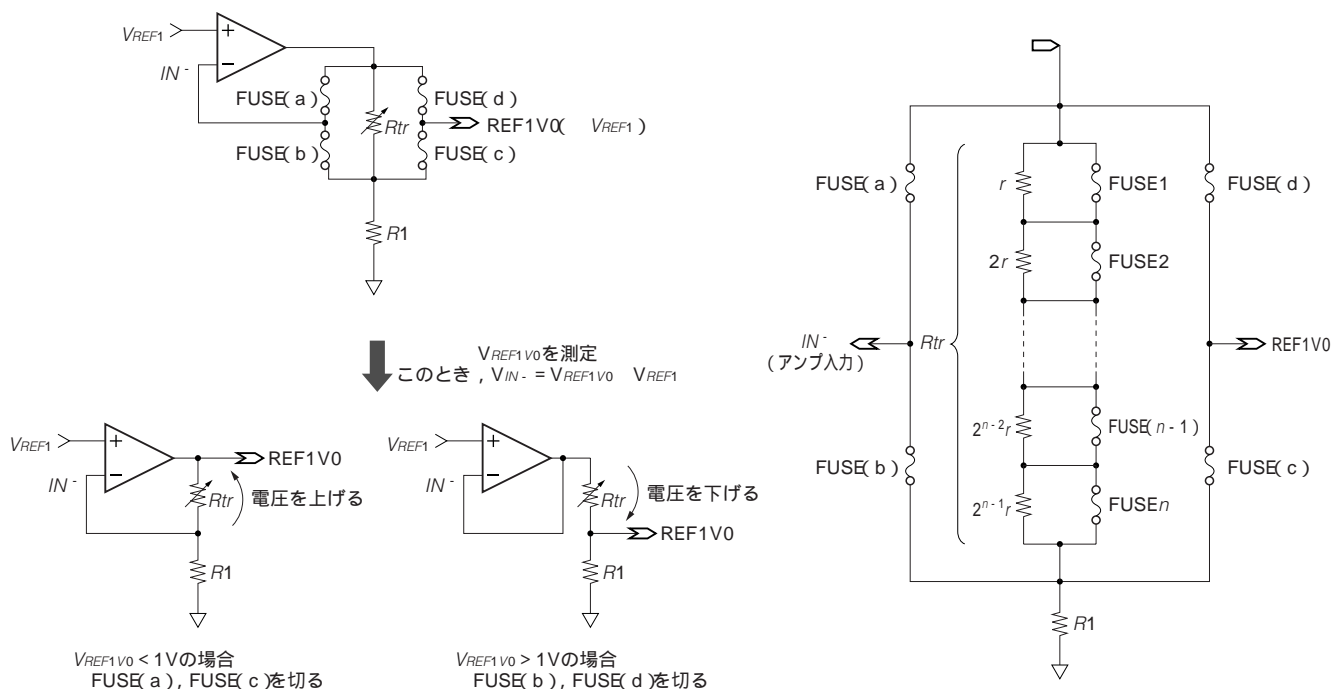 VREF1
+
−
IN -
FUSE(a)
FUSE(b)
Rtr
FUSE(d)
FUSE(c)
REF1V0( VREF1 )
R1
VREF1V0を測定
このとき , VIN - = VREF1V0 VREF1
VREF1
+
−
IN -
REF1V0
Rtr
電圧を上げる
R1
VREF1V0 < 1Vの場合
FUSE(a) , FUSE(c)を切る
VREF1
+
−
IN -
Rtr
電圧を下げる
REF1V0
R1
VREF1V0 > 1Vの場合
FUSE(b) , FUSE(d)を切る
FUSE(a)
r
FUSE1
FUSE(d)
2r
FUSE2
IN -
(アンプ入力)
Rtr
REF1V0
2n-2r
FUSE(n-1)
FUSE(b)
FUSE(c)
2n-1r
FUSEn
R1